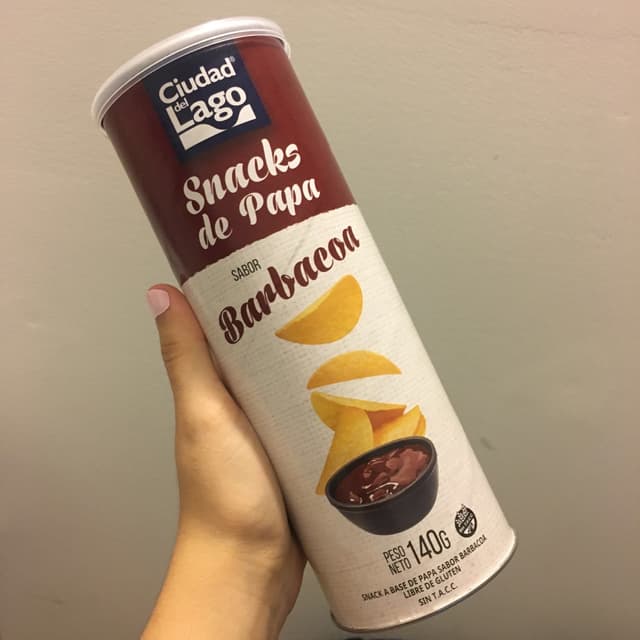 Ciudad
del
Lago
Snacks
de Papa
SABOR
Barbacoa
PESO
NETO 140G
SNACK A BASE DE PAPA SABOR BARBACOA
LIBRE DE GLUTEN
SIN T.A.C.C.